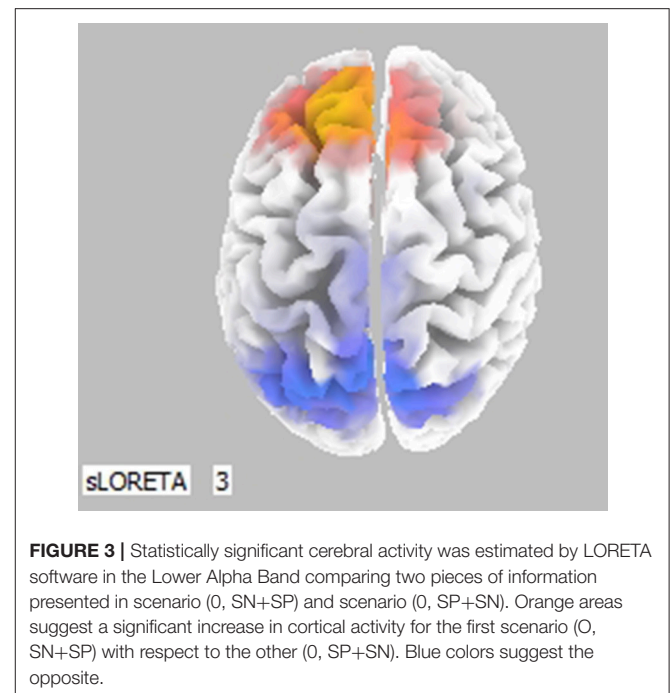 sLORETA 3
FIGURE 3 | Statistically significant cerebral activity was estimated by LORETA
software in the Lower Alpha Band comparing two pieces of information
presented in scenario (0, SN+SP) and scenario (0, SP+SN). Orange areas
suggest a significant increase in cortical activity for the first scenario (O,
SN+SP) with respect to the other (0, SP+SN). Blue colors suggest the
opposite.